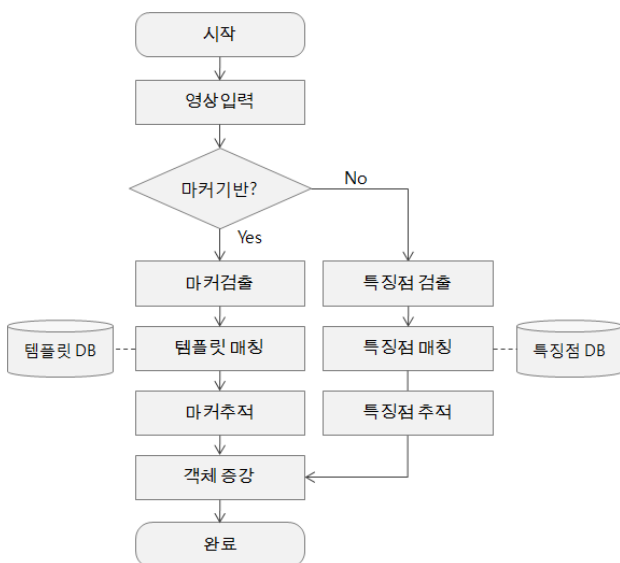 시작
영상입력
마커기반?
No
Yes
마커검출
특징점 검출
템플릿 DB
템플릿 매칭
특징점 매칭
특징점 DB
마커추적
특징점 추적
객체 증강
완료